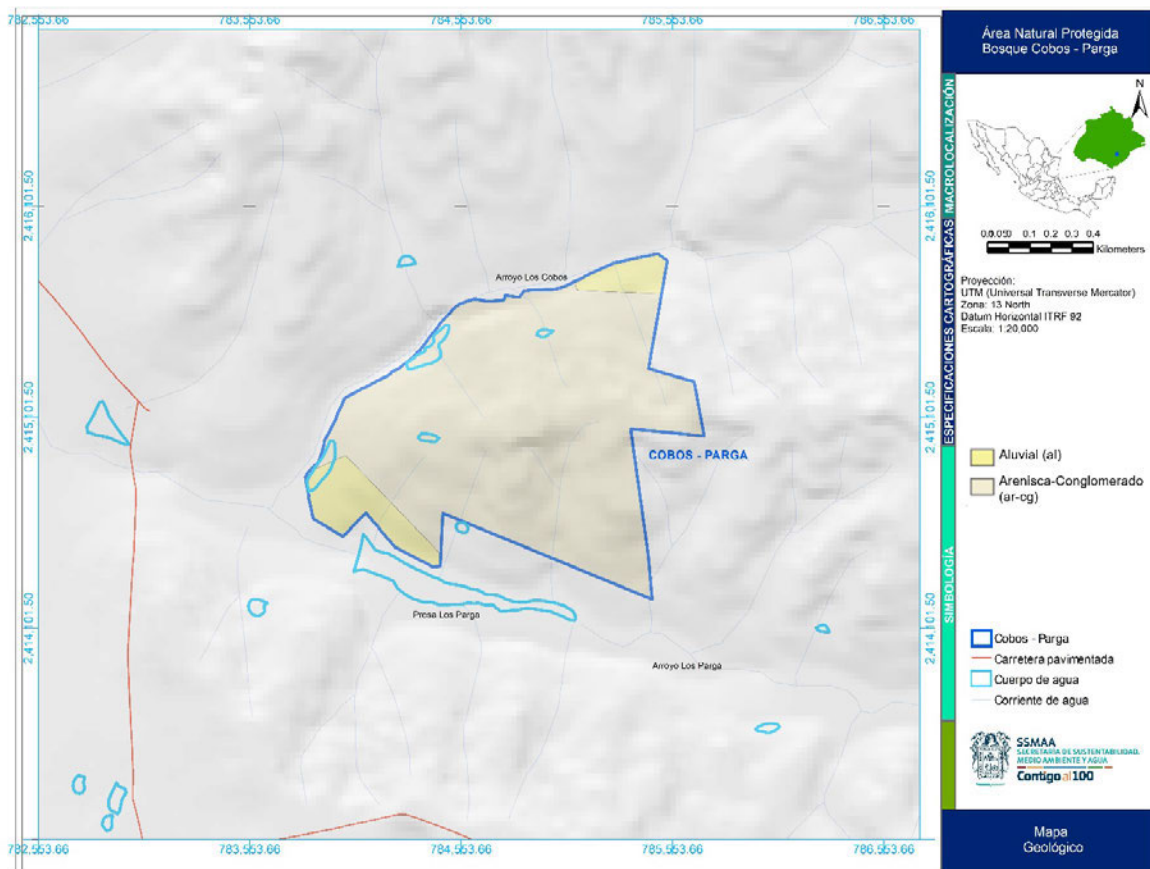 782,553.66
783,553.66
784,553.66
785,553.66
786,553.66
2,416,101.50
2,415,101.50
2,414,101.50
2,416,101.50
2,415,101.50
2,414,101.50
Arroyo Los Cobos
COBOS - PARGA
Presa Los Parga
Arroyo Los Parga
782,553.66
783,553.66
784,553.66
785,553.66
786,553.66
Área Natural Protegida
Bosque Cobos - Parga
MACROLOCALIZACIÓN
N
0.1 0.2 0.3 0.4
Kilometers
ESPECIFICACIONES CARTOGRÁFICAS
Proyección:
UTM (Universal Transverse Mercator)
Zona: 13 North
Datum Horizontal ITRF 92
Escala: 1:20,000
SIMBOLOGÍA
Aluvial (al)
Arenisca-Conglomerado
(ar-cg)
Cobos - Parga
Carretera pavimentada
Cuerpo de agua
Corriente de agua
SSMAA
SECRETARÍA DE SUSTENTABILIDAD,
MEDIO AMBIENTE Y AGUA
Contigo al 100
Mapa
Geológico